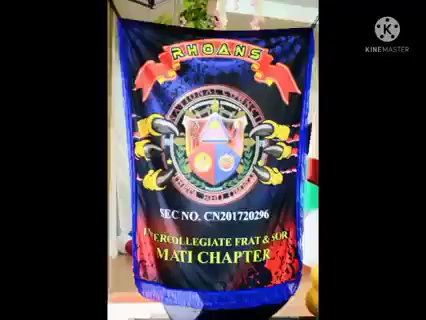 RHOANS
NATIONAL COUNCIL
SEC NO. CN201720296
INTERCOLLEGIATE FRAT & SOR
MATI CHAPTER
K
KINEMASTER